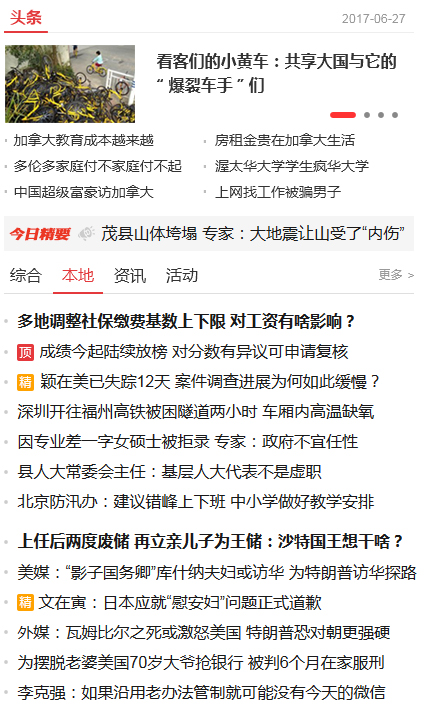 头条
2017-06-27
看客们的小黄车：共享大国与它的
“爆裂车手”们
加拿大教育成本越来越
房租金贵在加拿大生活
多伦多家庭付不家庭付不起
渥太华大学学生疯华大学
中国超级富豪访加拿大
上网找工作被骗男子
今日精要
茂县山体垮塌 专家：大地震让山受了“内伤”
综合 本地 资讯 活动
更多 >
多地调整社保缴费基数上下限 对工资有啥影响？
顶 成绩今起陆续放榜 对分数有异议可申请复核
精 颖在美已失踪12天 案件调查进展为何如此缓慢？
深圳开往福州高铁被困隧道两小时 车厢内高温缺氧
因专业差一字女硕士被拒录 专家：政府不宜任性
县人大常委会主任：基层人大代表不是虚职
北京防汛办：建议错峰上下班 中小学做好教学安排
上任后两度废储 再立亲儿子为王储：沙特国王想干啥？
美媒：“影子国务卿”库什纳夫妇或访华 为特朗普访华探路
精 文在寅：日本应就“慰安妇”问题正式道歉
外媒：瓦姆比尔之死或激怒美国 特朗普恐对朝更强硬
为摆脱老婆美国70岁大爷抢银行 被判6个月在家服刑
李克强：如果沿用老办法管制就可能没有今天的微信